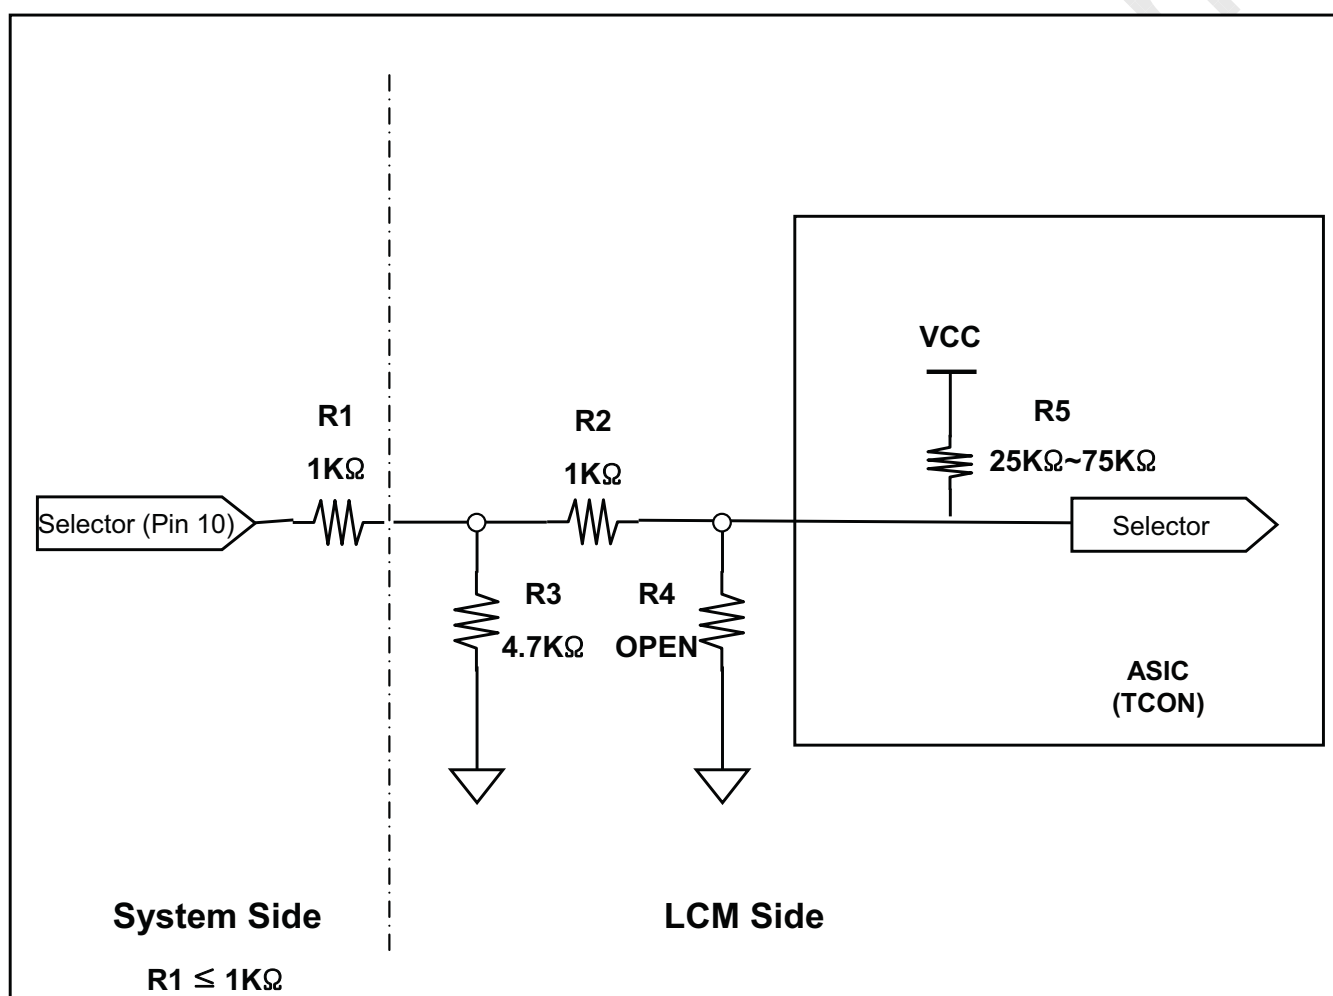 VCC
R5
25KΩ~75KΩ
R1
1KΩ
R2
1KΩ
Selector (Pin 10)
Selector
R3
4.7KΩ
R4
OPEN
ASIC
(TCON)
System Side
LCM Side
R1 ≤ 1KΩ